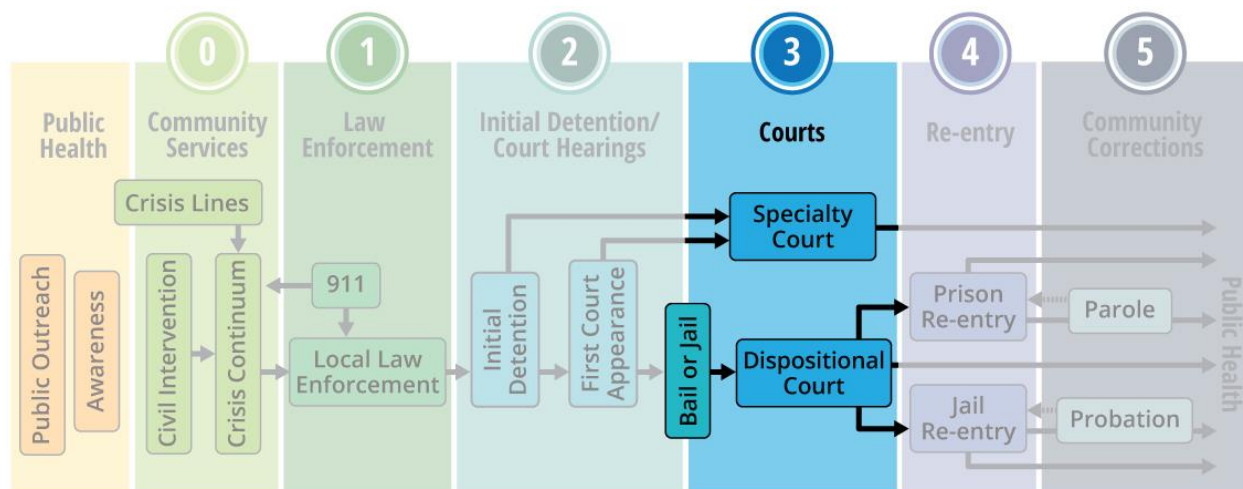 0
1
2
3
4
5
Public
Health
Community
Services
Law
Enforcement
Initial Detention/
Court Hearings
Courts
Re-entry
Community
Corrections
Crisis Lines
Public Outreach
Awareness
Civil Intervention
Crisis Continuum
911
Local Law
Enforcement
Initial
Detention
First Court
Appearance
Bail or Jail
Specialty
Court
Dispositional
Court
Prison
Re-entry
Parole
Jail
Re-entry
Probation
Public Health